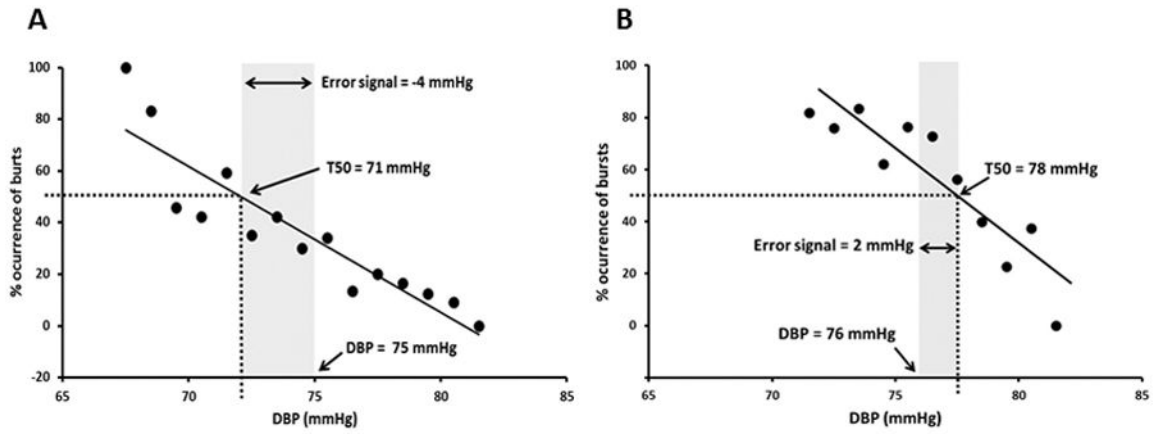 A
100
80
60
40
20
0
-20
65
70
75
80
85
% ocurrence of burts
DBP (mmHg)
Error signal = -4 mmHg
T50 = 71 mmHg
DBP = 75 mmHg
B
100
80
60
40
20
0
65
70
75
80
85
% ocurrence of bursts
DBP (mmHg)
T50 = 78 mmHg
Error signal = 2 mmHg
DBP = 76 mmHg